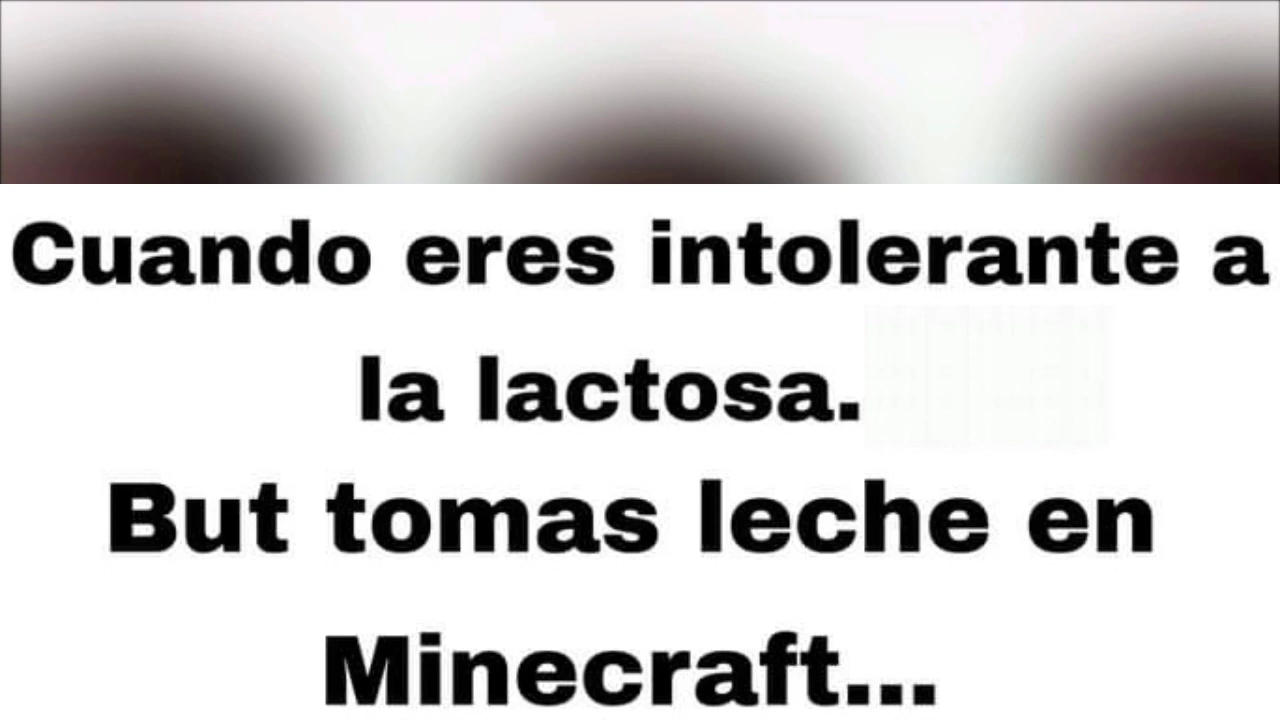 Cuando eres intolerante a
la lactosa.
But tomas leche en
Minecraft...